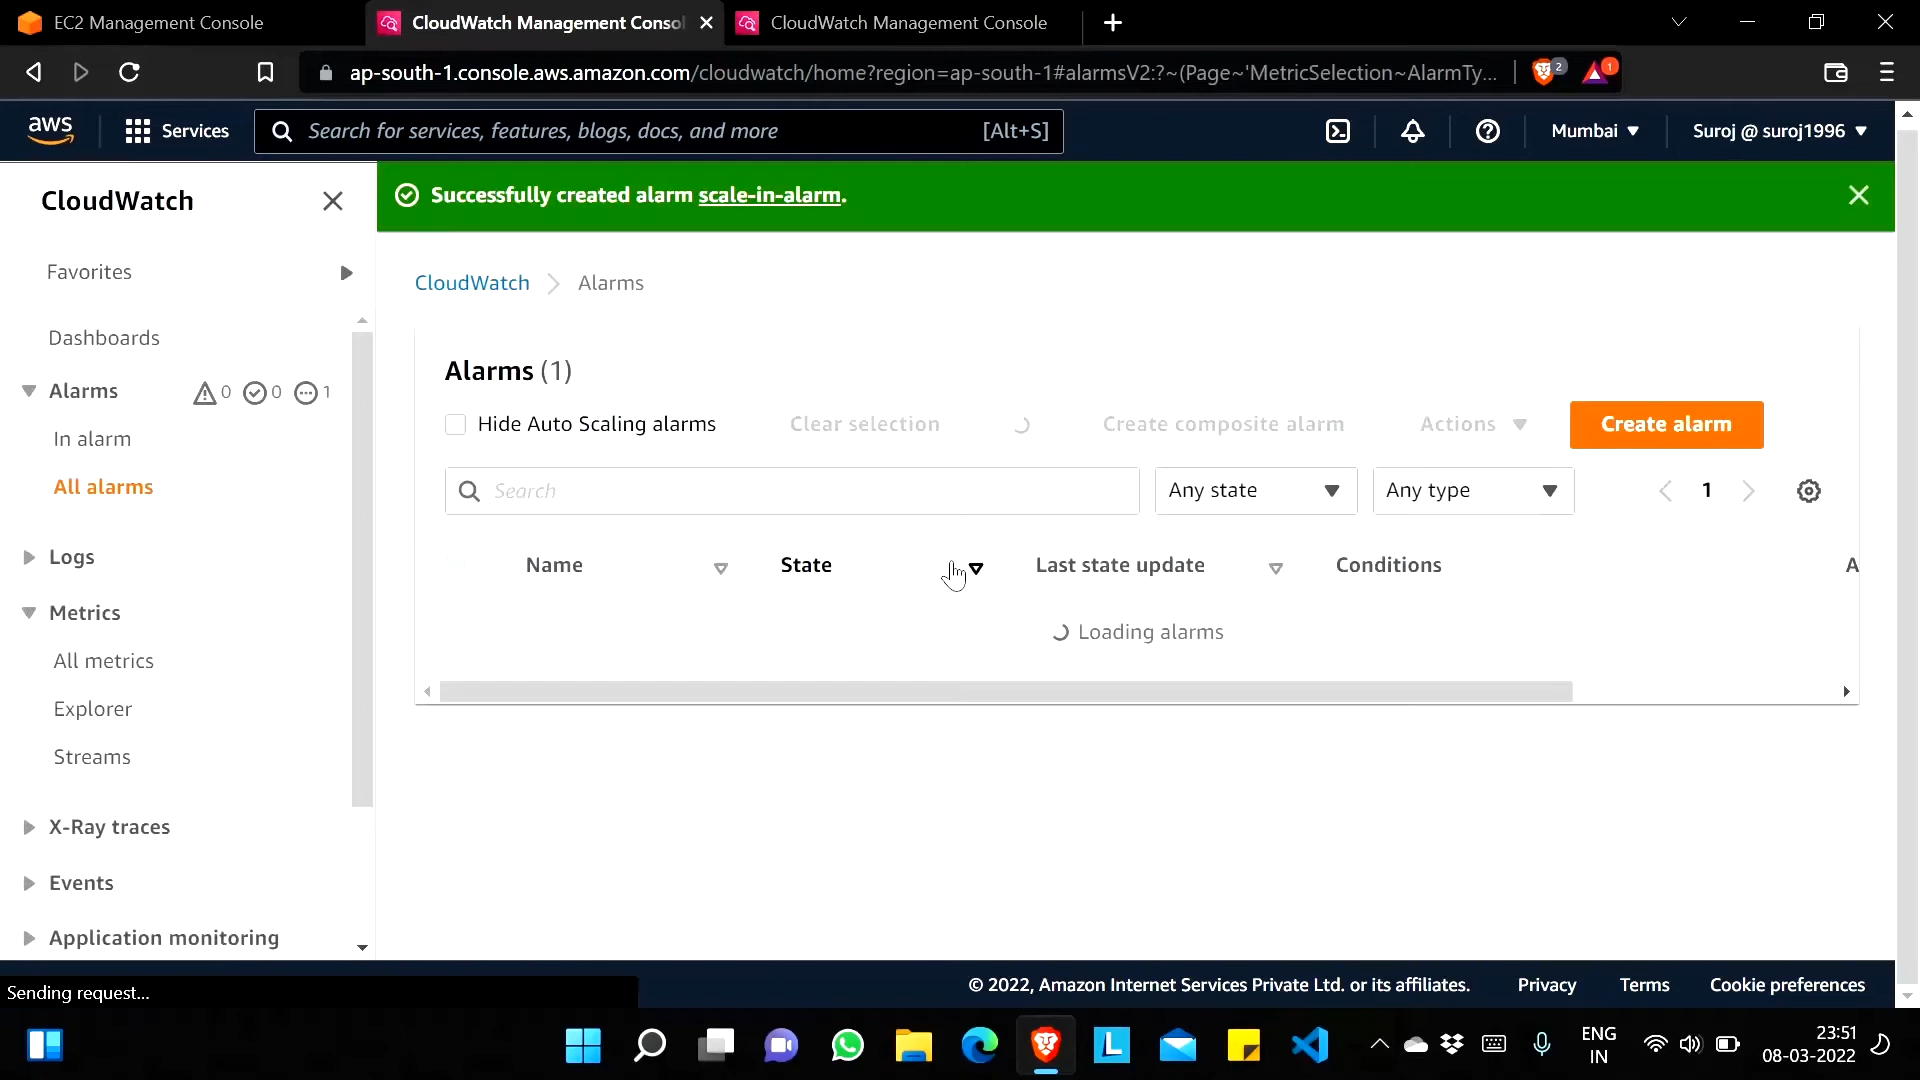 EC2 Management Console
CloudWatch Management Consol
CloudWatch Management Console
ap-south-1.console.aws.amazon.com/cloudwatch/home?region=ap-south-1#alarmsV2:?~(Page~'MetricSelection~AlarmTy...
2
1
aws
Services
Search for services, features, blogs, docs, and more
[Alt+S]
Mumbai
Suroj @ suroj1996
CloudWatch
Successfully created alarm scale-in-alarm.
Favorites
CloudWatch
Alarms
Dashboards
Alarms
0
0
1
In alarm
All alarms
Logs
Metrics
All metrics
Explorer
Streams
X-Ray traces
Events
Application monitoring
Alarms (1)
Hide Auto Scaling alarms
Clear selection
Create composite alarm
Actions
Create alarm
Search
Any state
Any type
1
Name
State
Last state update
Conditions
A
Loading alarms
© 2022, Amazon Internet Services Private Ltd. or its affiliates.
Privacy
Terms
Cookie preferences
Sending request...
L
ENG
IN
23:51
08-03-2022